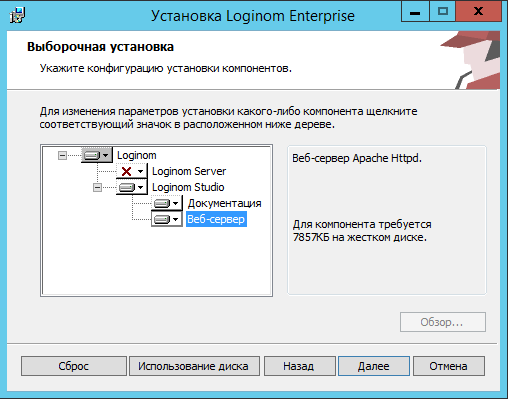 Установка Loginom Enterprise
Выборочная установка
Укажите конфигурацию установки компонентов.
Для изменения параметров установки какого-либо компонента щелкните
соответствующий значок в расположенном ниже дереве.
Loginom
Loginom Server
Loginom Studio
Документация
Веб-сервер
Веб-сервер Apache Httpd.
Для компонента требуется
7857КБ на жестком диске.
Обзор...
Сброс
Использование диска
Назад
Далее
Отмена